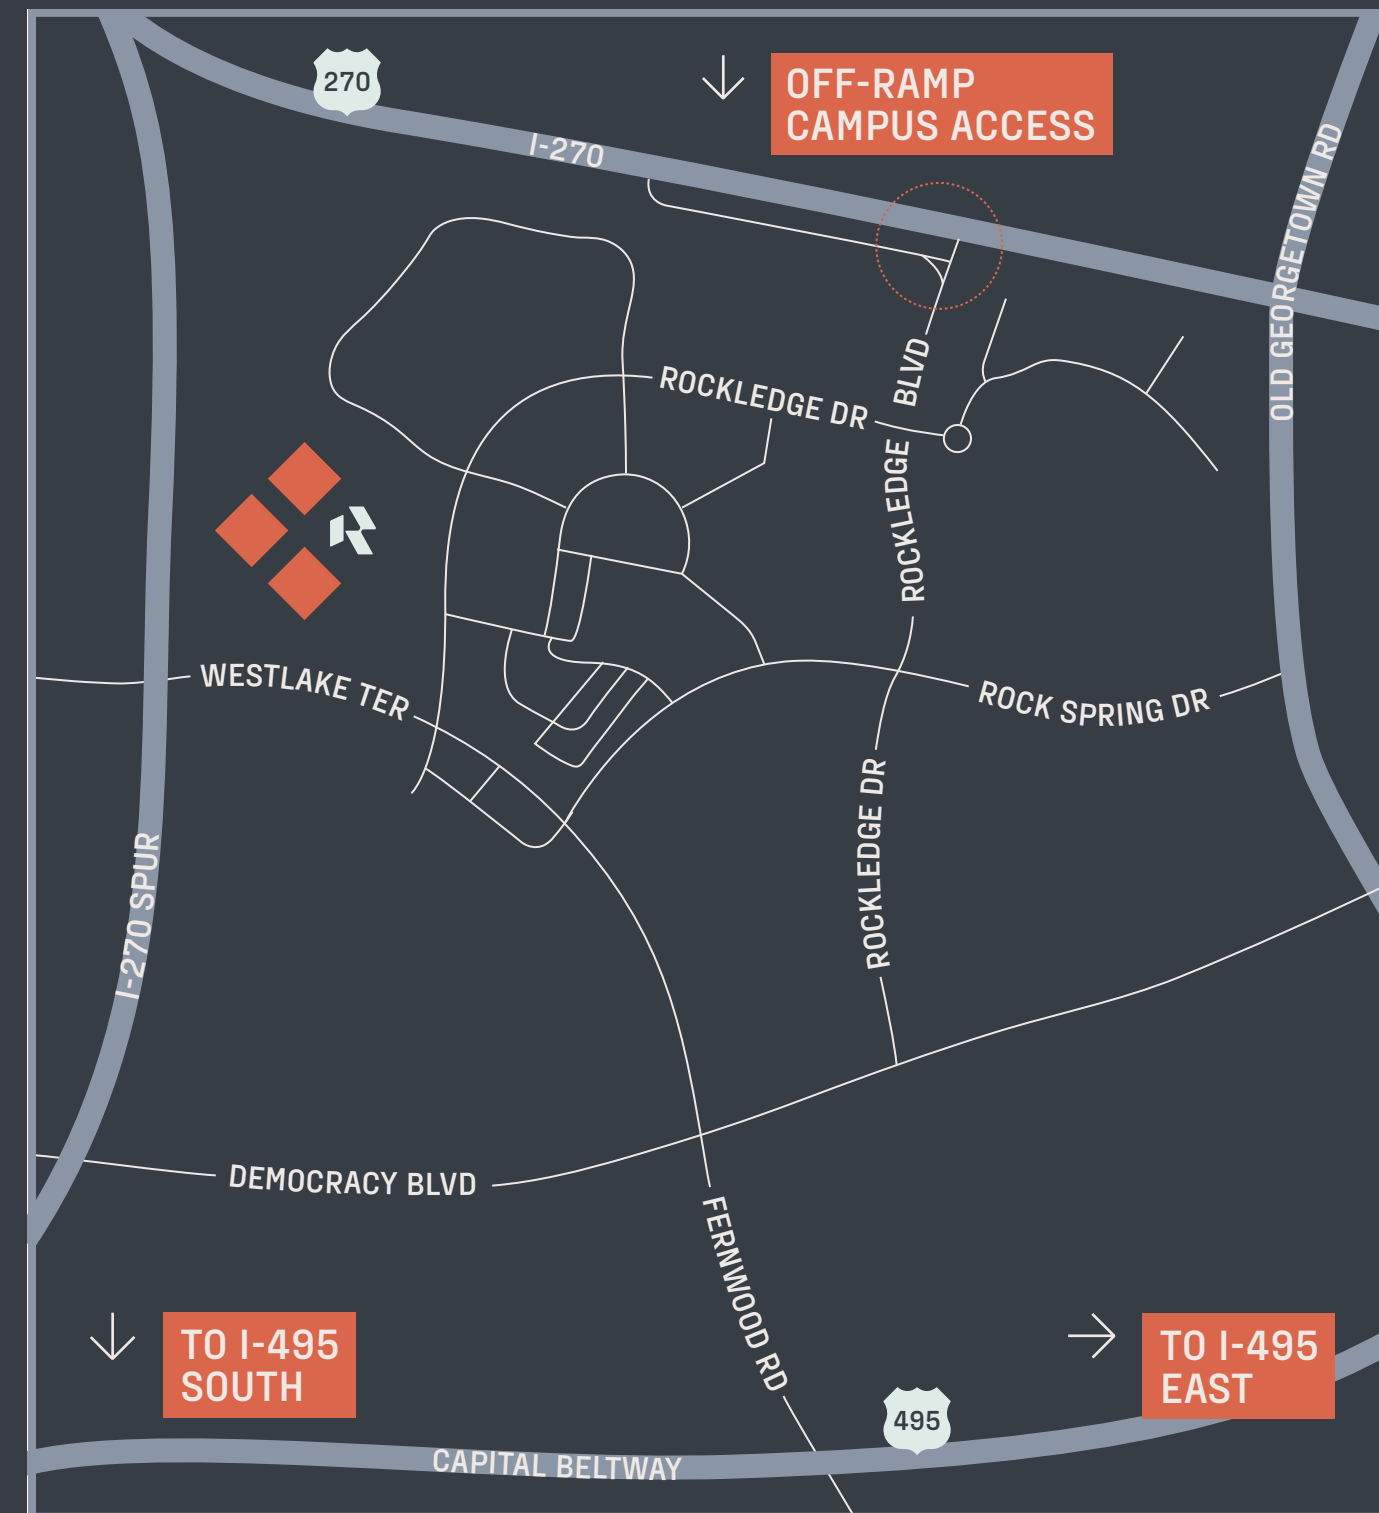 270
OFF-RAMP
CAMPUS ACCESS
I-270
OLD GEORGETOWN RD
BLVD
ROCKLEDGE DR
ROCKLEDGE
WESTLAKE TER
ROCK SPRING DR
ROCKLEDGE DR
I-270 SPUR
DEMOCRACY BLVD
FERNWOOD RD
TO I-495
SOUTH
TO I-495
EAST
495
CAPITAL BELTWAY